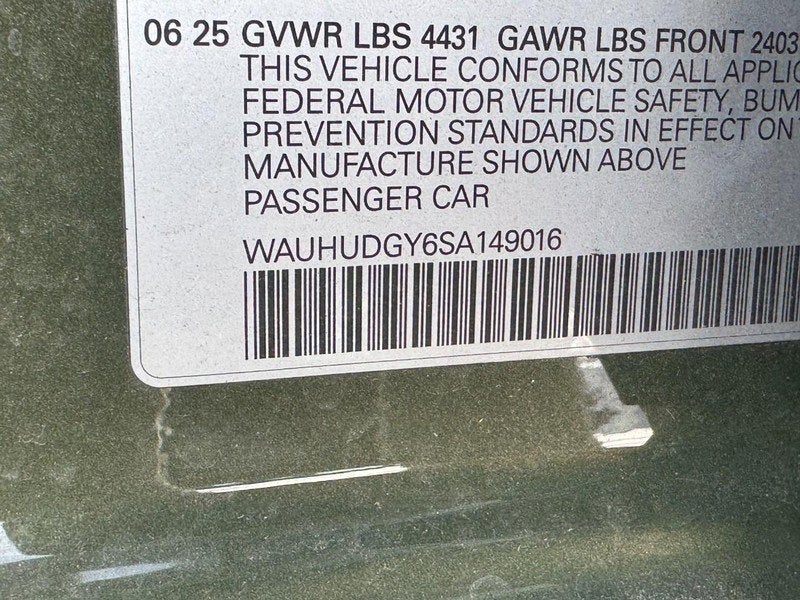 06 25 GVWR LBS 4431 GAWR LBS FRONT 2403
THIS VEHICLE CONFORMS TO ALL
FEDERAL MOTOR VEHICLE SAFETY,
PREVENTION STANDARDS IN EFFECT ON
MANUFACTURE SHOWN ABOVE
PASSENGER CAR
WAUHUDGY6SA149016